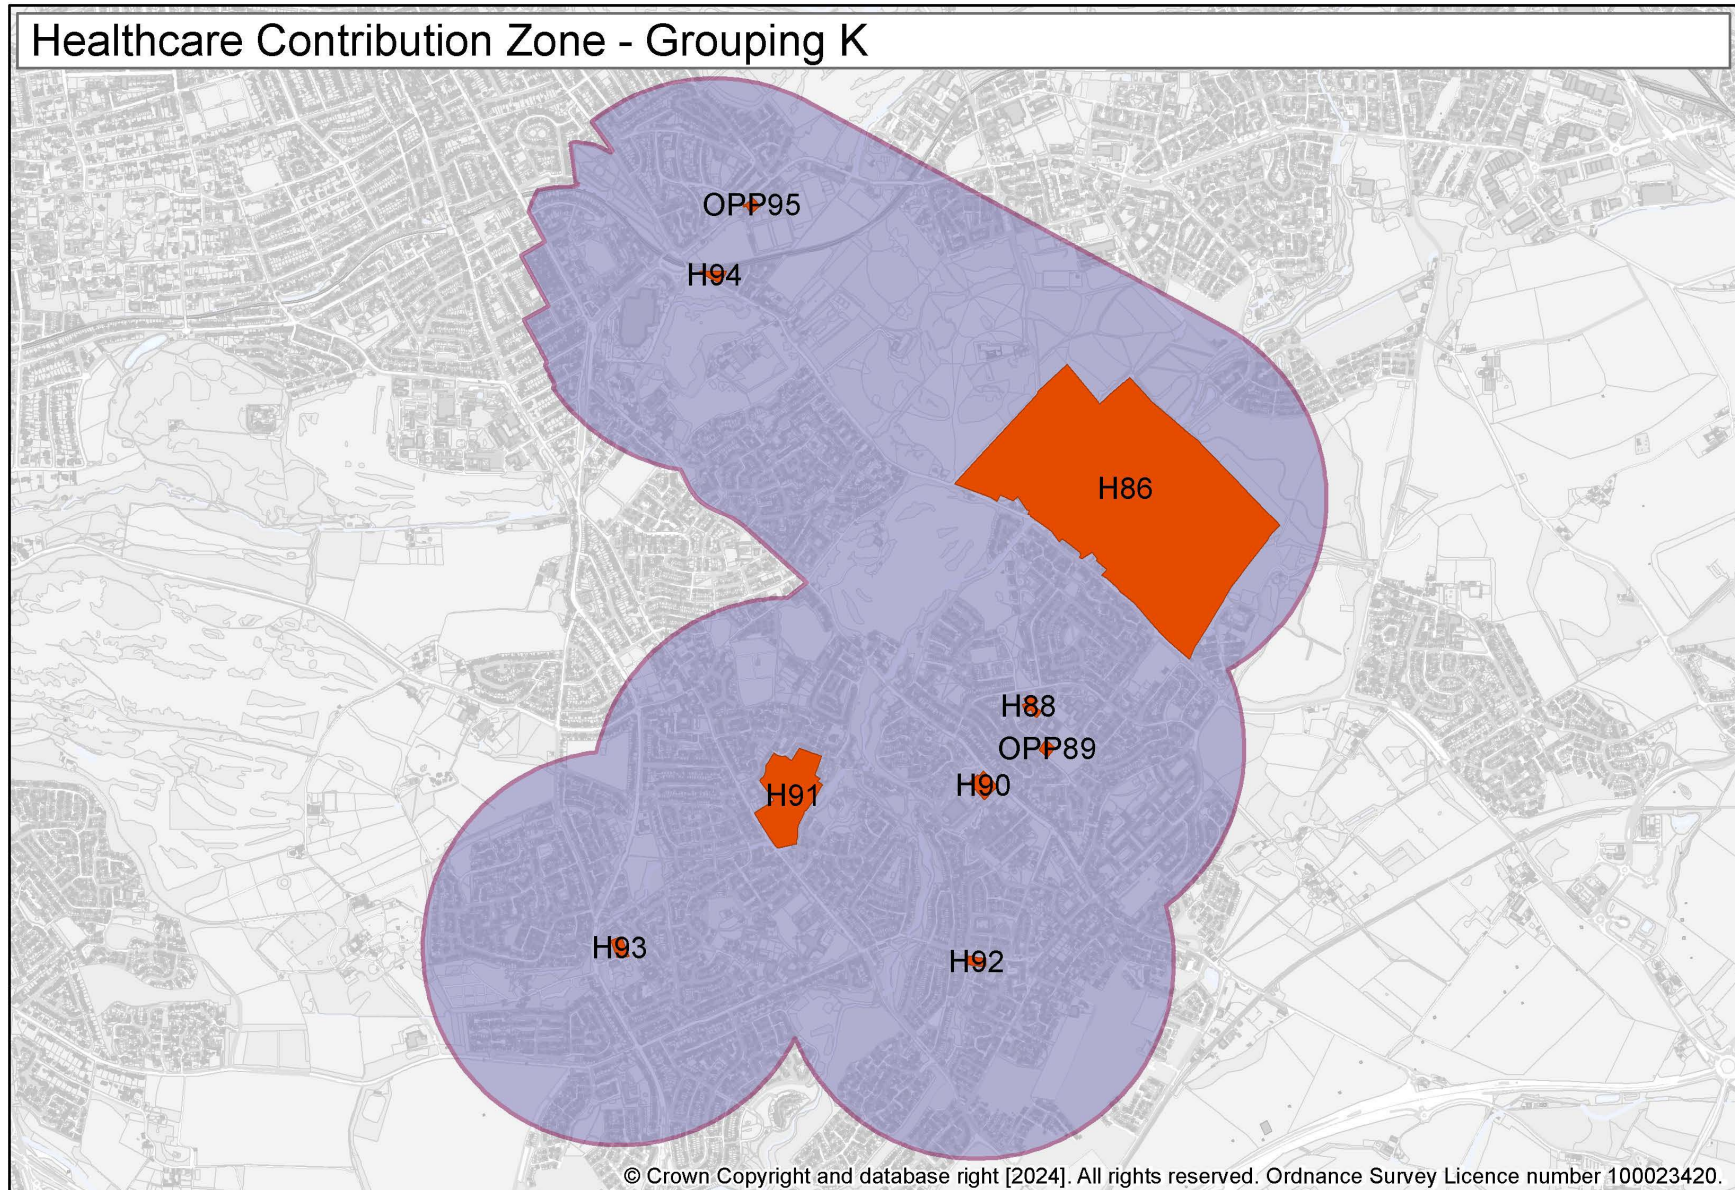 Healthcare Contribution Zone - Grouping K
OPP95
H94
H86
H88
OPP89
H90
H91
H93
H92
© Crown Copyright and database right [2024]. All rights reserved. Ordnance Survey Licence number 100023420.